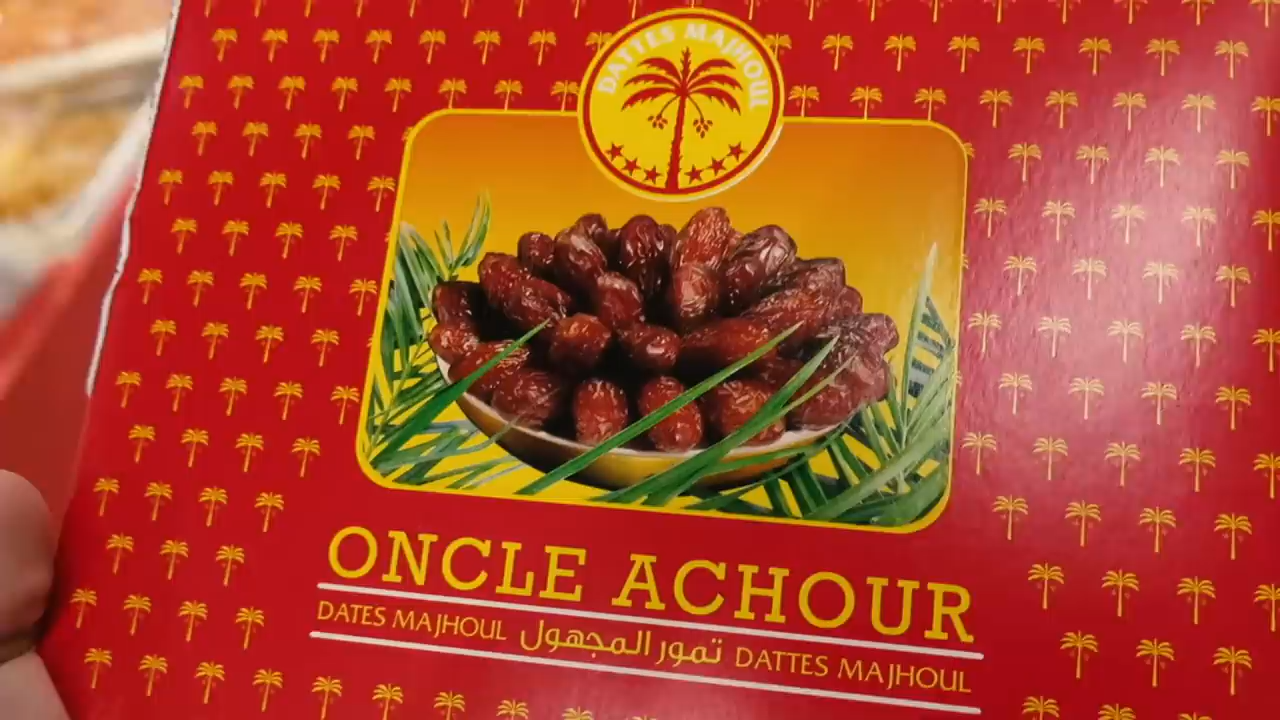 DATTES MAJHOUL
ONCLE ACHOUR
DATES MAJHOUL تمور المجهول DATTES MAJHOUL